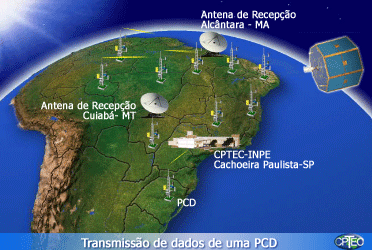 Antena de Recepção
Alcântara - MA
Antena de Recepção
Cuiabá- MT
CPTEC-INPE
Cachoeira Paulista-SP
PCD
Transmissão de dados de uma PCD
CPTEC